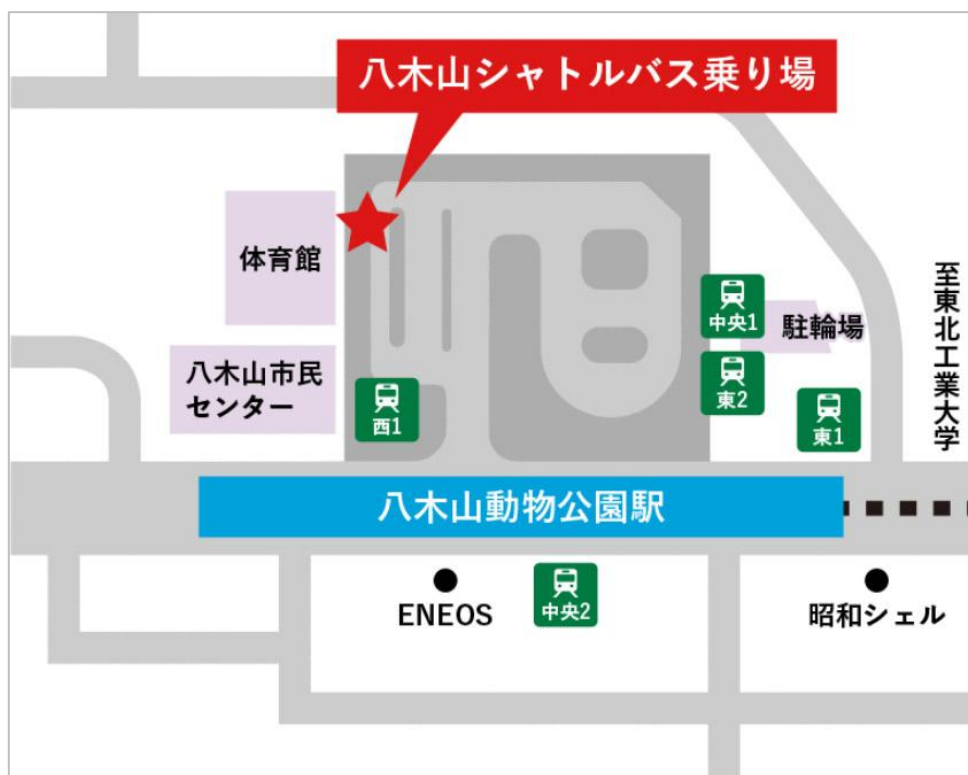 八木山シャトルバス乗り場
体育館
八木山市民
センター
西1
中央1
駐輪場
東2
東1
至東北工業大学
八木山動物公園駅
ENEOS
中央2
昭和シェル